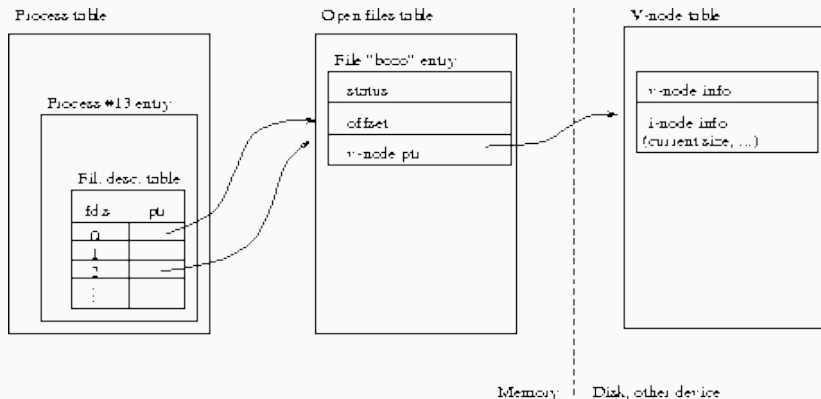 Process table
Open files table
V-node table
File "bozo" entry
status
offset
v-node ptr
v-node info
i-node info
(current size, ...)
Process #13 entry
Fil. desc. table
fd.s ptr
0
1
2
:
Memory
Disk, other device